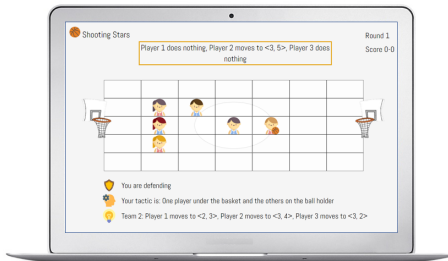 Shooting Stars
Round 1
Player 1 does nothing, Player 2 moves to <3, 5>, Player 3 does
nothing
Score 0-0
You are defending
Your tactic is: One player under the basket and the others on the ball holder
Team 2: Player 1 moves to <2, 3>, Player 2 moves to <3, 4>, Player 3 moves to <3, 2>